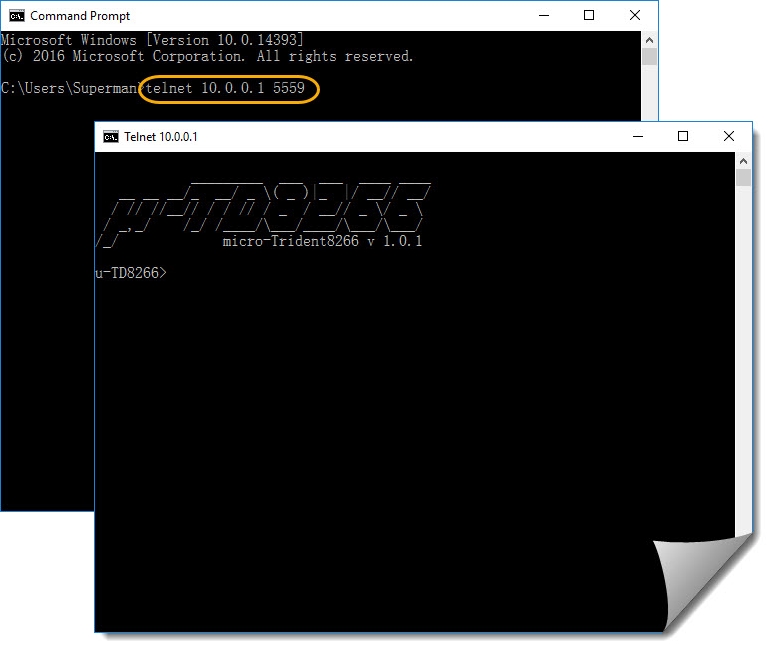 Command Prompt
Microsoft Windows [Version 10.0.14393]
(c) 2016 Microsoft Corporation. All rights reserved.
C:\Users\Superman>telnet 10.0.0.1 5559
Telnet 10.0.0.1
μ-TD8266
micro-Trident8266 v 1.0.1
u-TD8266>